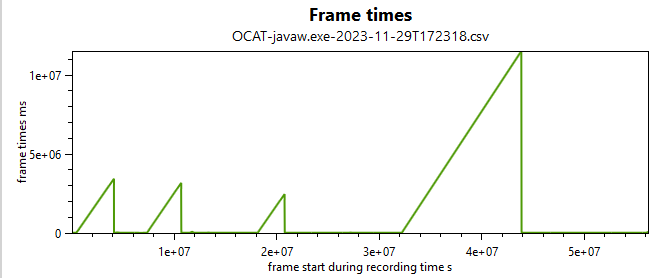 Frame times
OCAT-javaw.exe-2023-11-29T172318.csv
frame times ms
1e+07
5e+06
0
1e+07 2e+07 3e+07 4e+07 5e+07
frame start during recording time s